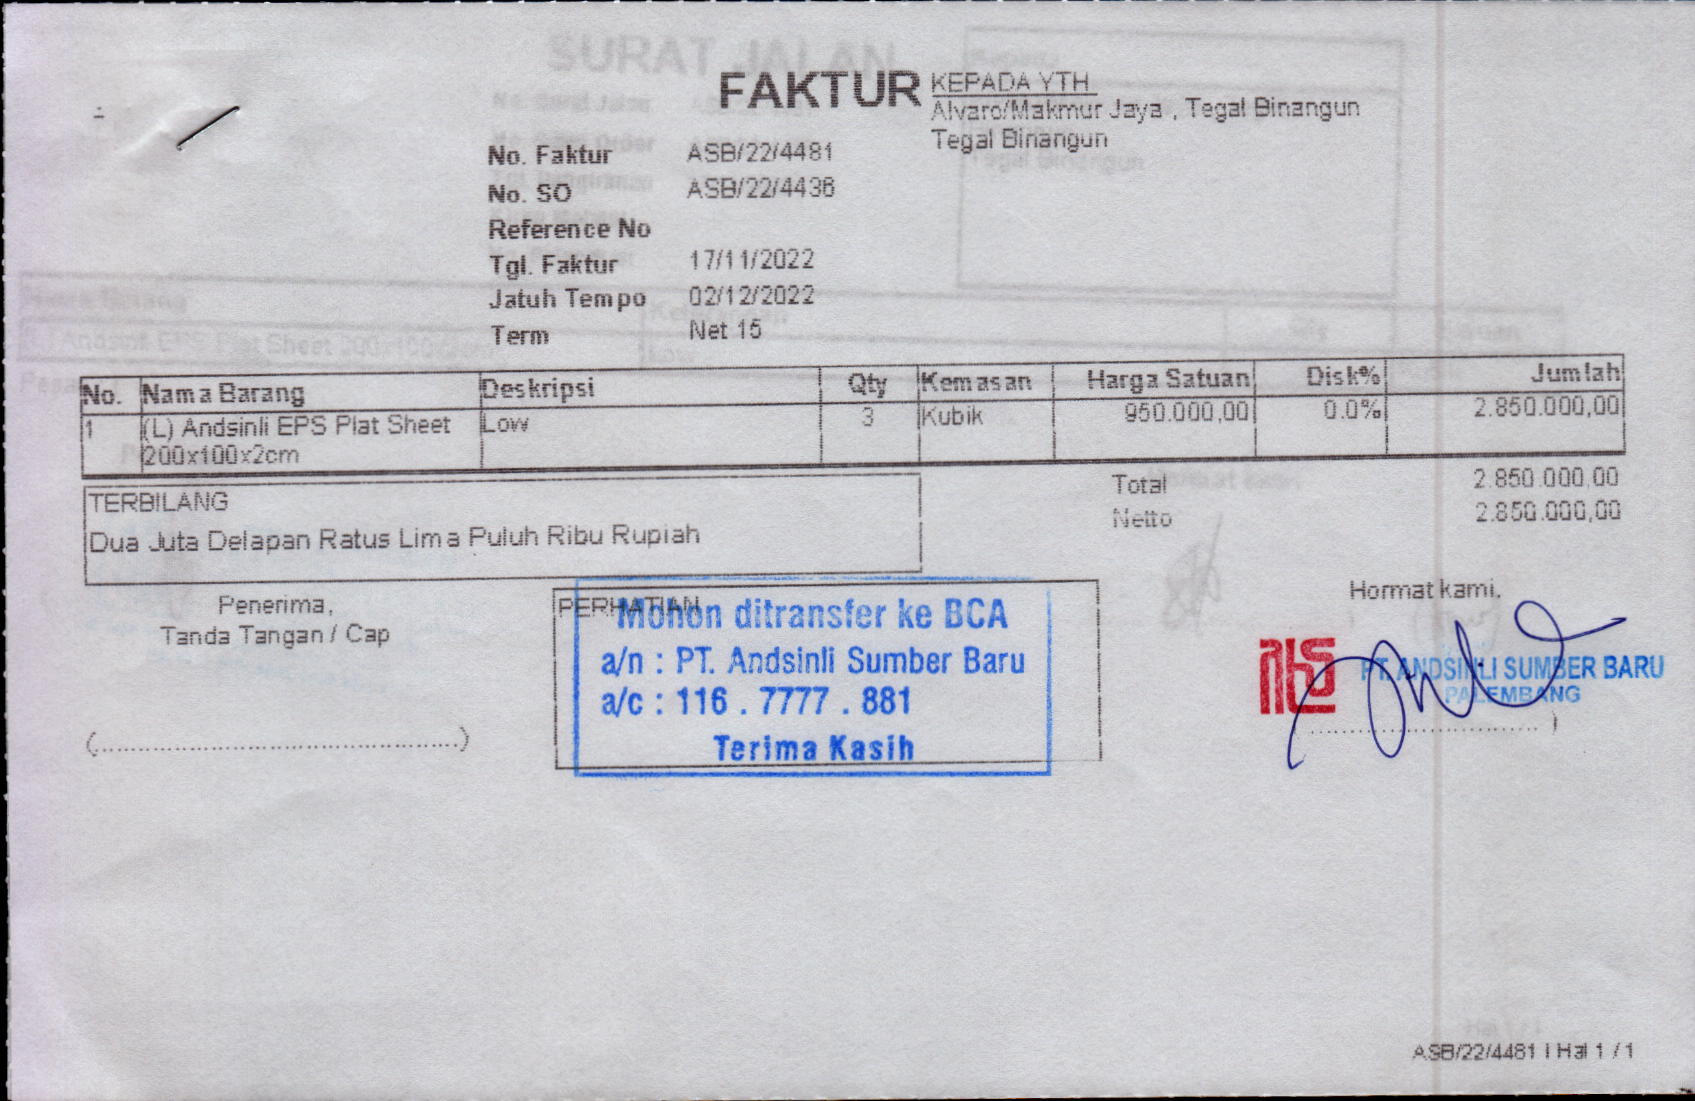 FAKTUR
KEPADA YTH
Alvaro/Makmur Jaya , Tegal Binangun
Tegal Binangun
No. Faktur ASB/22/4481
No. SO ASB/22/4436
Reference No
Tgl. Faktur 17/11/2022
Jatuh Tempo 02/12/2022
Term Net 15
No. Nama Barang Deskripsi Qty Kemasan Harga Satuan Disk% Jumlah
1 (L) Andsinli EPS Plat Sheet Low 3 Kubik 950.000,00 0.0% 2.850.000,00
200x100x2cm
Total 2.850.000,00
Netto 2.850.000,00
TERBILANG
Dua Juta Delapan Ratus Lima Puluh Ribu Rupiah
Penerima,
Tanda Tangan / Cap
(................................................)
PERHATIAN
Mohon ditransfer ke BCA
a/n : PT. Andsinli Sumber Baru
a/c : 116 . 7777 . 881
Terima Kasih
Hormat kami,
PT. ANDSINLI SUMBER BARU
PALEMBANG
SURAT JALAN
ASB/22/4481 | Hal 1 / 1